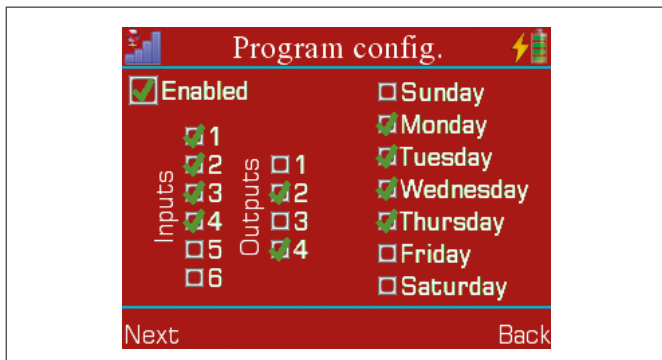 Program config.
Enabled
Inputs
1
2
3
4
5
6
Outputs
1
2
3
4
Sunday
Monday
Tuesday
Wednesday
Thursday
Friday
Saturday
Next
Back